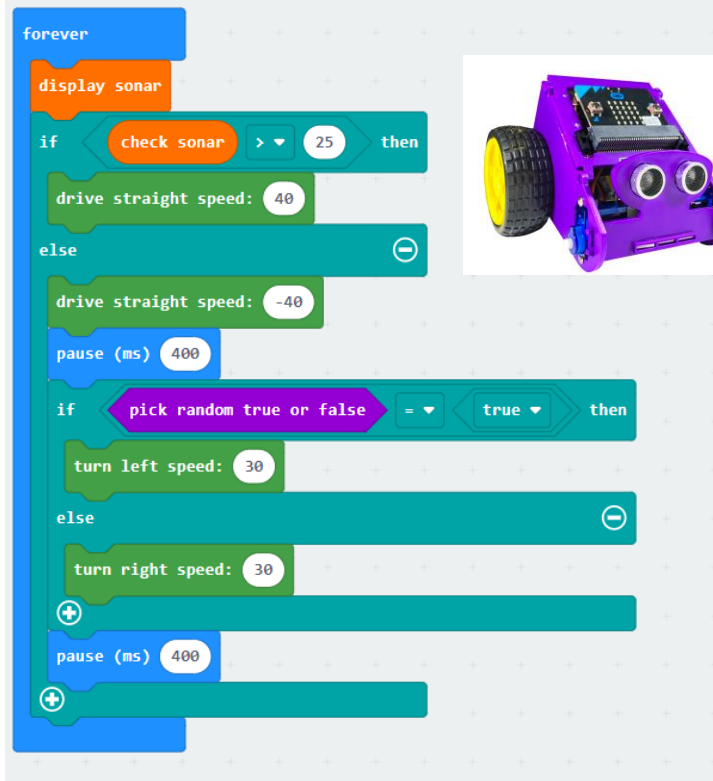 forever
display sonar
if check sonar > 25 then
drive straight speed: 40
else
drive straight speed: -40
pause (ms) 400
if pick random true or false = true then
turn left speed: 30
else
turn right speed: 30
pause (ms) 400